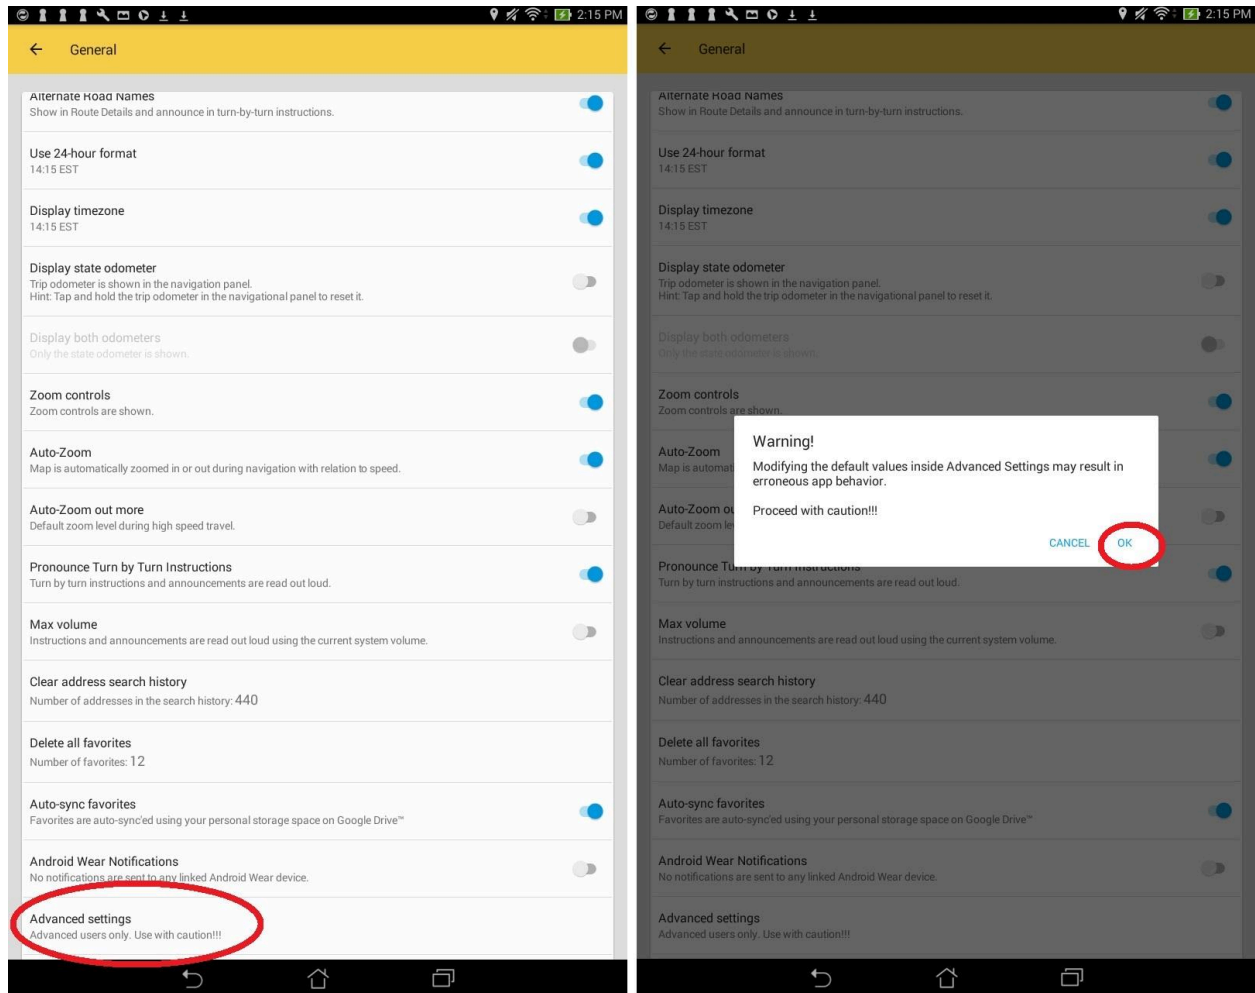 2:15 PM
General
Alternate Road Names
Show in Route Details and announce in turn-by-turn instructions.
Use 24-hour format
14:15 EST
Display timezone
14:15 EST
Display state odometer
Trip odometer is shown in the navigation panel.
Hint: Tap and hold the trip odometer in the navigational panel to reset it.
Display both odometers
Only the state odometer is shown.
Zoom controls
Zoom controls are shown.
Auto-Zoom
Map is automatically zoomed in or out during navigation with relation to speed.
Auto-Zoom out more
Default zoom level during high speed travel.
Pronounce Turn by Turn Instructions
Turn by turn instructions and announcements are read out loud.
Max volume
Instructions and announcements are read out loud using the current system volume.
Clear address search history
Number of addresses in the search history: 440
Delete all favorites
Number of favorites: 12
Auto-sync favorites
Favorites are auto-sync'ed using your personal storage space on Google Drive™
Android Wear Notifications
No notifications are sent to any linked Android Wear device.
Advanced settings
Advanced users only. Use with caution!!!
2:15 PM
General
Alternate Road Names
Show in Route Details and announce in turn-by-turn instructions.
Use 24-hour format
14:15 EST
Display timezone
14:15 EST
Display state odometer
Trip odometer is shown in the navigation panel.
Hint: Tap and hold the trip odometer in the navigational panel to reset it.
Display both odometers
Only the state odometer is shown.
Zoom controls
Zoom controls are shown.
Auto-Zoom
Map is automati
Warning!
Modifying the default values inside Advanced Settings may result in
erroneous app behavior.
Proceed with caution!!!
CANCEL OK
Auto-Zoom ou
Default zoom le
Pronounce Turn by Turn Instructions
Turn by turn instructions and announcements are read out loud.
Max volume
Instructions and announcements are read out loud using the current system volume.
Clear address search history
Number of addresses in the search history: 440
Delete all favorites
Number of favorites: 12
Auto-sync favorites
Favorites are auto-sync'ed using your personal storage space on Google Drive™
Android Wear Notifications
No notifications are sent to any linked Android Wear device.
Advanced settings
Advanced users only. Use with caution!!!